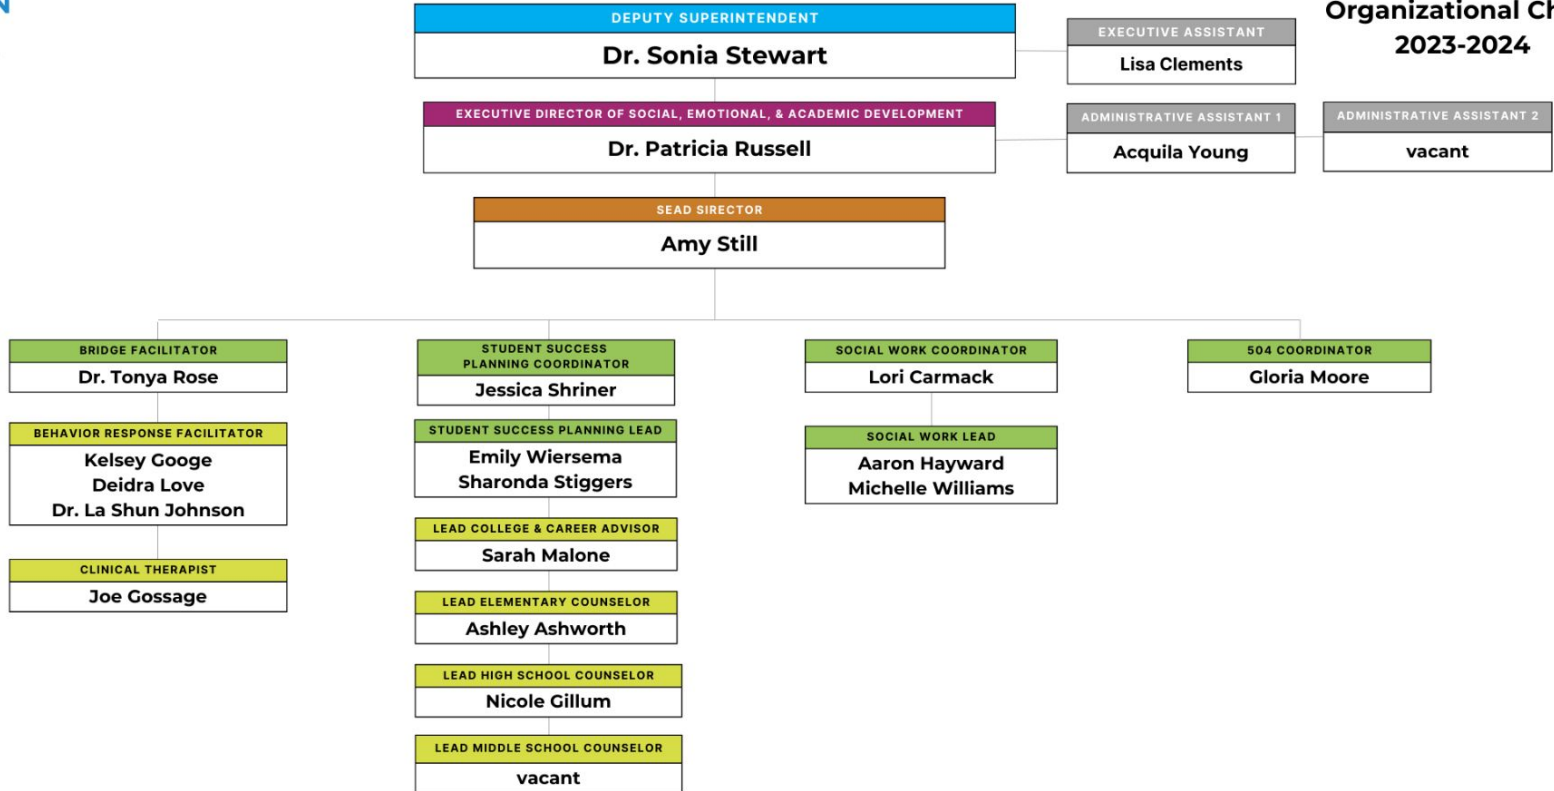 DEPUTY SUPERINTENDENT
Dr. Sonia Stewart
EXECUTIVE ASSISTANT
Lisa Clements
Organizational Ch
2023-2024
EXECUTIVE DIRECTOR OF SOCIAL, EMOTIONAL, & ACADEMIC DEVELOPMENT
Dr. Patricia Russell
ADMINISTRATIVE ASSISTANT 1
Acquila Young
ADMINISTRATIVE ASSISTANT 2
vacant
SEAD SIRECTOR
Amy Still
BRIDGE FACILITATOR
Dr. Tonya Rose
BEHAVIOR RESPONSE FACILITATOR
Kelsey Googe
Deidra Love
Dr. La Shun Johnson
CLINICAL THERAPIST
Joe Gossage
STUDENT SUCCESS
PLANNING COORDINATOR
Jessica Shriner
STUDENT SUCCESS PLANNING LEAD
Emily Wiersema
Sharonda Stiggers
LEAD COLLEGE & CAREER ADVISOR
Sarah Malone
LEAD ELEMENTARY COUNSELOR
Ashley Ashworth
LEAD HIGH SCHOOL COUNSELOR
Nicole Gillum
LEAD MIDDLE SCHOOL COUNSELOR
vacant
SOCIAL WORK COORDINATOR
Lori Carmack
SOCIAL WORK LEAD
Aaron Hayward
Michelle Williams
504 COORDINATOR
Gloria Moore